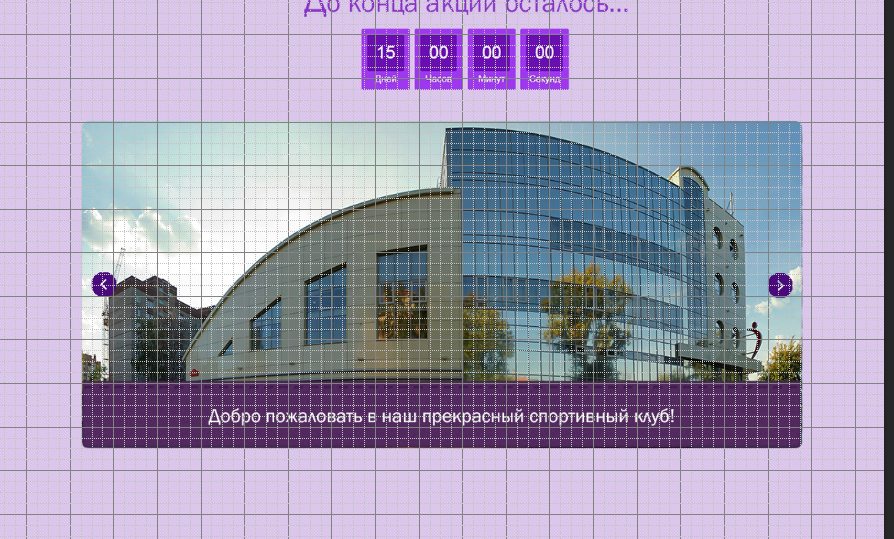 До конца акции осталось...
15 00 00 00
Дней Часов Минут Секунд
Добро пожаловать в наш прекрасный спортивный клуб!